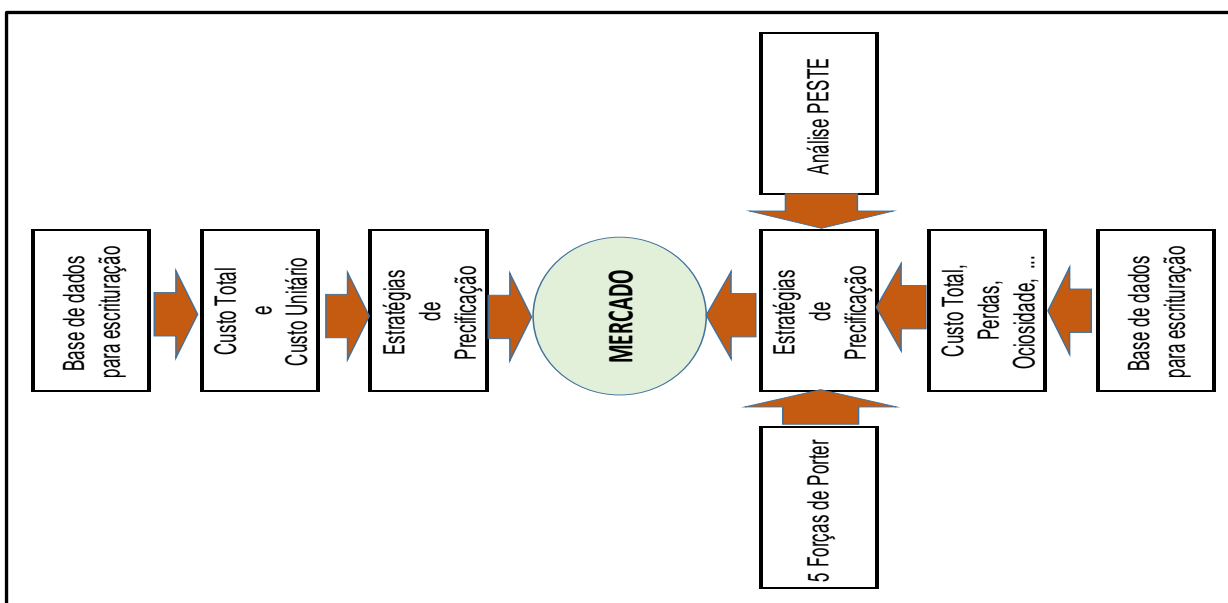 Base de dados
para escrituração
Custo Total
e
Custo Unitário
Estratégias
de
Precificação
MERCADO
Análise PESTE
Estratégias
de
Precificação
5 Forças de Porter
Custo Total,
Perdas,
Ociosidade, ...
Base de dados
para escrituração